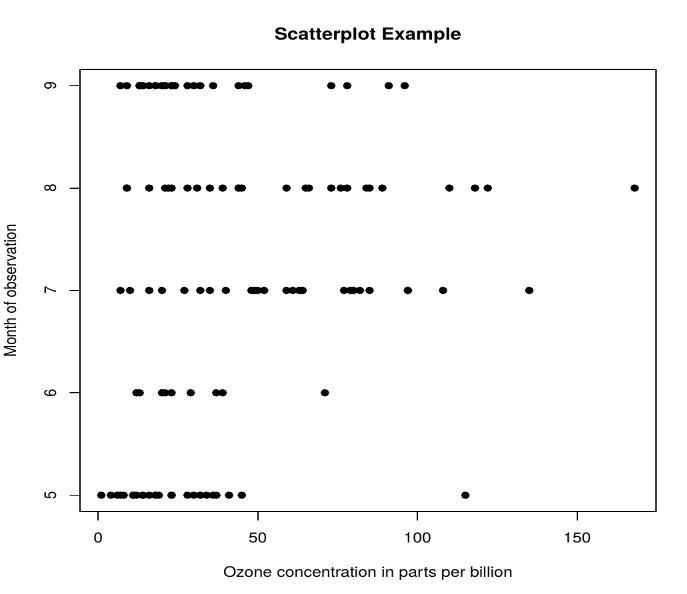 Scatterplot Example
Month of observation
9
8
7
6
5
0 50 100 150
Ozone concentration in parts per billion